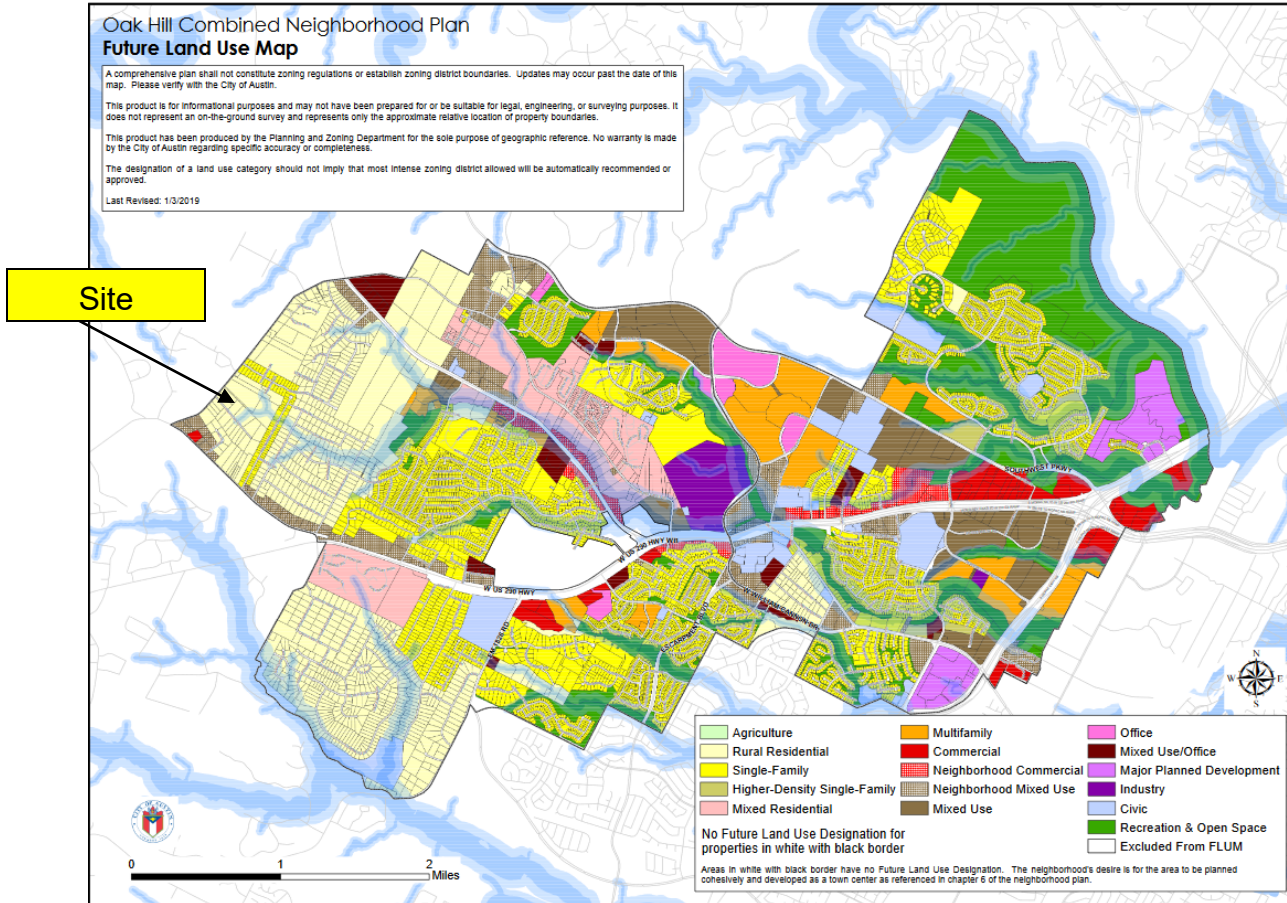 Oak Hill Combined Neighborhood Plan
Future Land Use Map
A comprehensive plan shall not constitute zoning regulations or establish zoning district boundaries. Updates may occur past the date of this
map. Please verify with the City of Austin.
This product is for informational purposes and may not have been prepared for or be suitable for legal, engineering, or surveying purposes. It
does not represent an on-the-ground survey and represents only the approximate relative location of property boundaries.
This product has been produced by the Planning and Zoning Department for the sole purpose of geographic reference. No warranty is made
by the City of Austin regarding specific accuracy or completeness.
The designation of a land use category should not imply that most intense zoning district allowed will be automatically recommended or
approved.
Last Revised: 1/3/2019
Site
SOUTHWEST PKWY
W US 290 HWY WB
W US 290 HWY
W WILLIAM CANNON DR
ESCARPMENT BLVD
FM 1826 RD
N
W E
S
Agriculture
Rural Residential
Single-Family
Higher-Density Single-Family
Mixed Residential
Multifamily
Commercial
Neighborhood Commercial
Neighborhood Mixed Use
Mixed Use
Office
Mixed Use/Office
Major Planned Development
Industry
Civic
Recreation & Open Space
Excluded From FLUM
No Future Land Use Designation for
properties in white with black border
Areas in white with black border have no Future Land Use Designation. The neighborhood's desire is for the area to be planned
cohesively and developed as a town center as referenced in chapter 6 of the neighborhood plan.
0 1 2
Miles